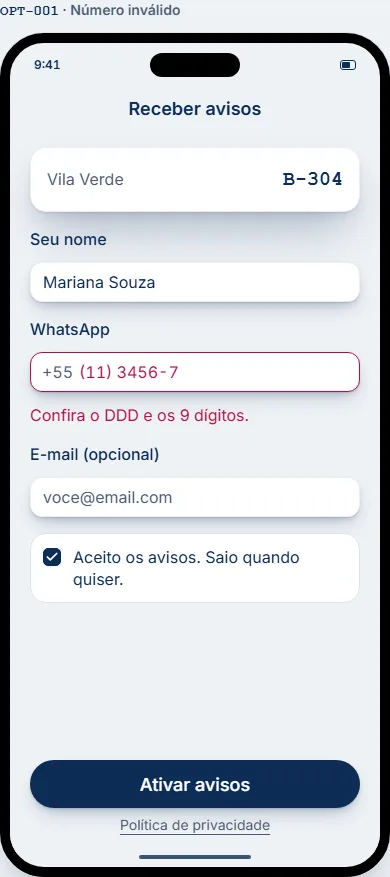 OPT-001 · Número inválido
9:41
Receber avisos
Vila Verde
B-304
Seu nome
Mariana Souza
WhatsApp
+55 (11) 3456-7
Confira o DDD e os 9 dígitos.
E-mail (opcional)
voce@email.com
Aceito os avisos. Saio quando
quiser.
Ativar avisos
Política de privacidade